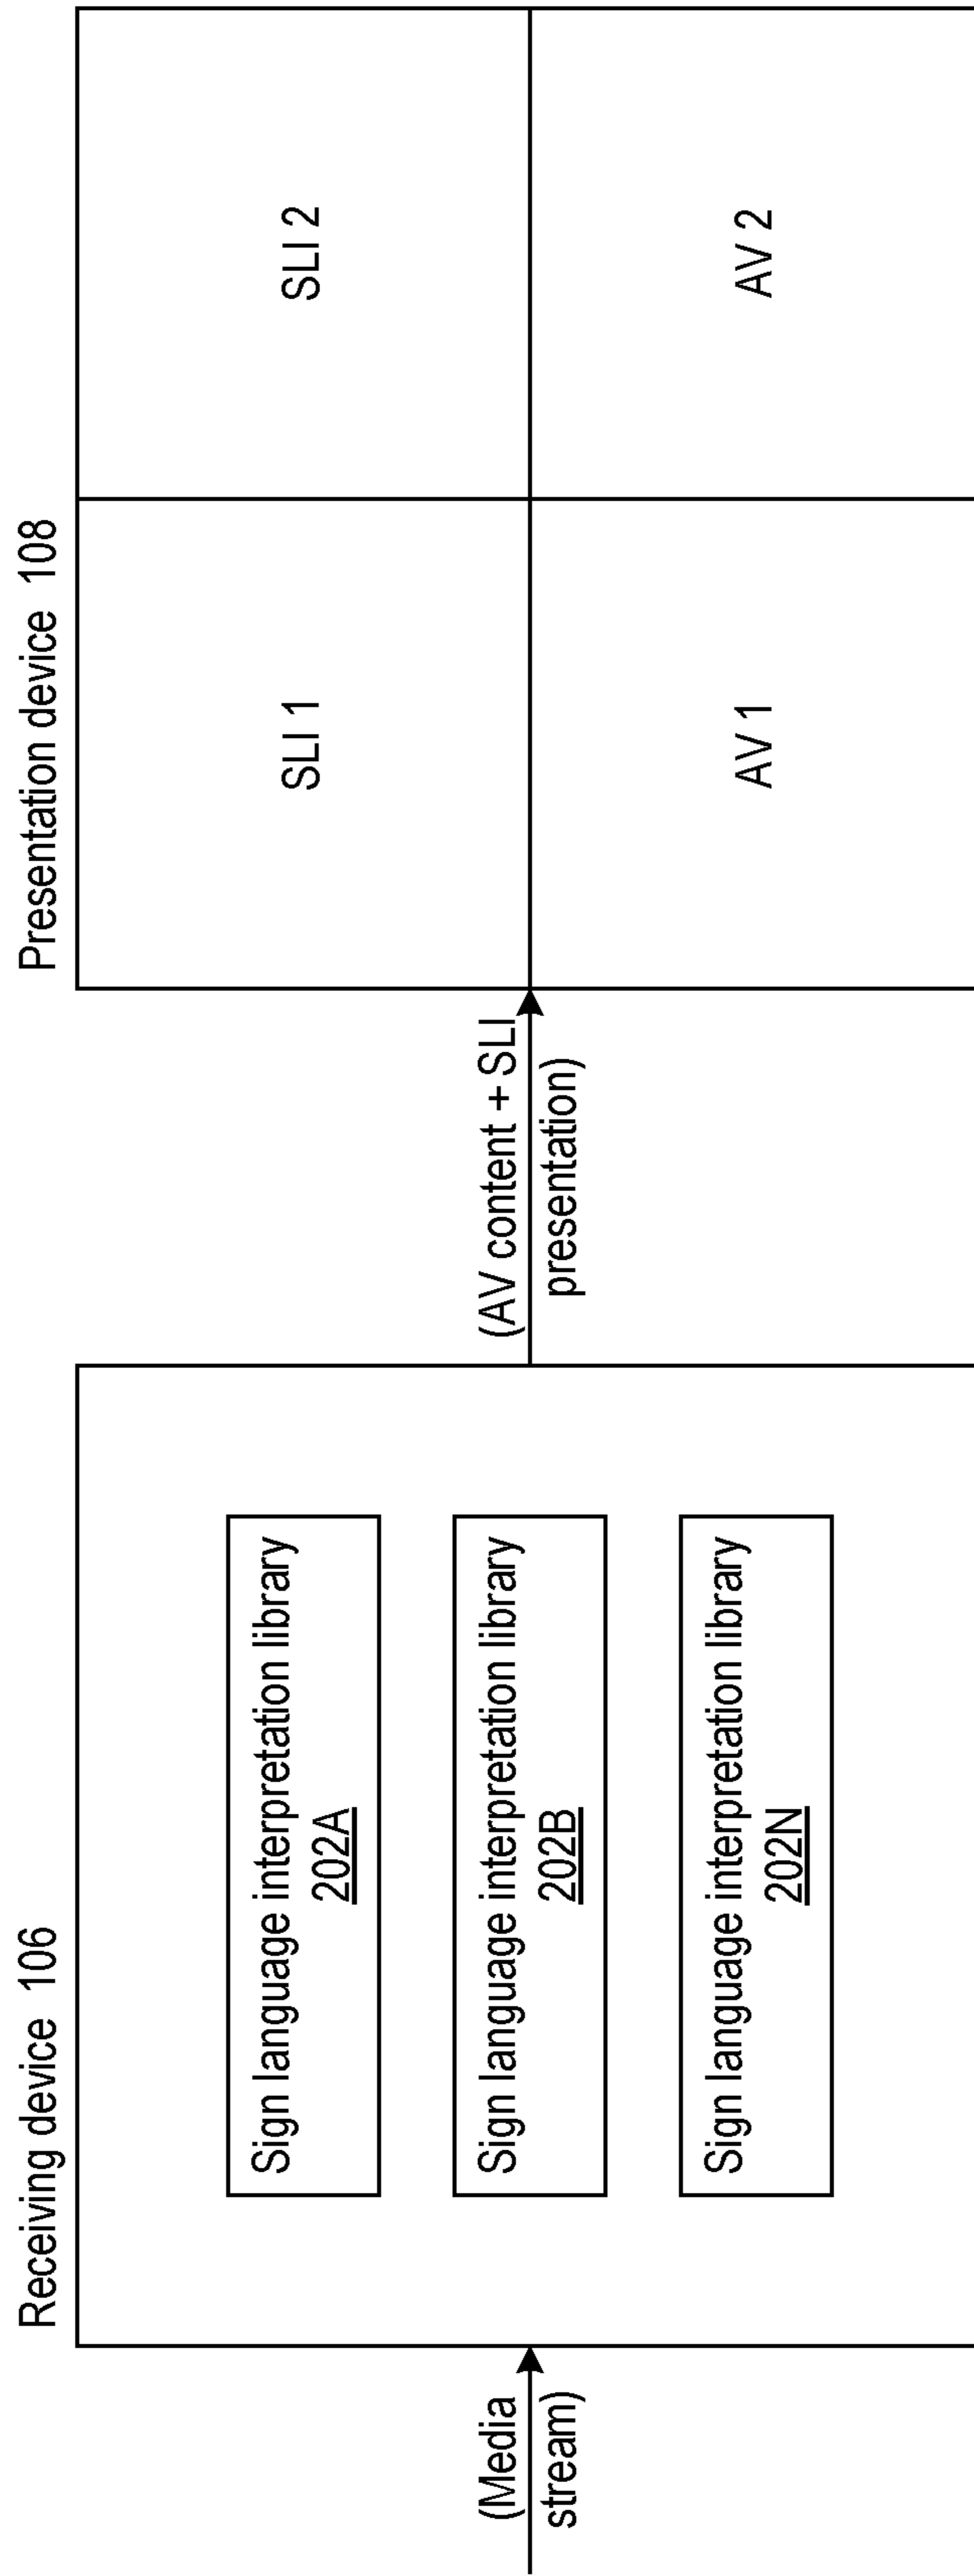 (Media
stream)
Receiving device 106
Sign language interpretation library
202A
Sign language interpretation library
202B
Sign language interpretation library
202N
(AV content + SLI
presentation)
Presentation device 108
SLI 1
SLI 2
AV 1
AV 2